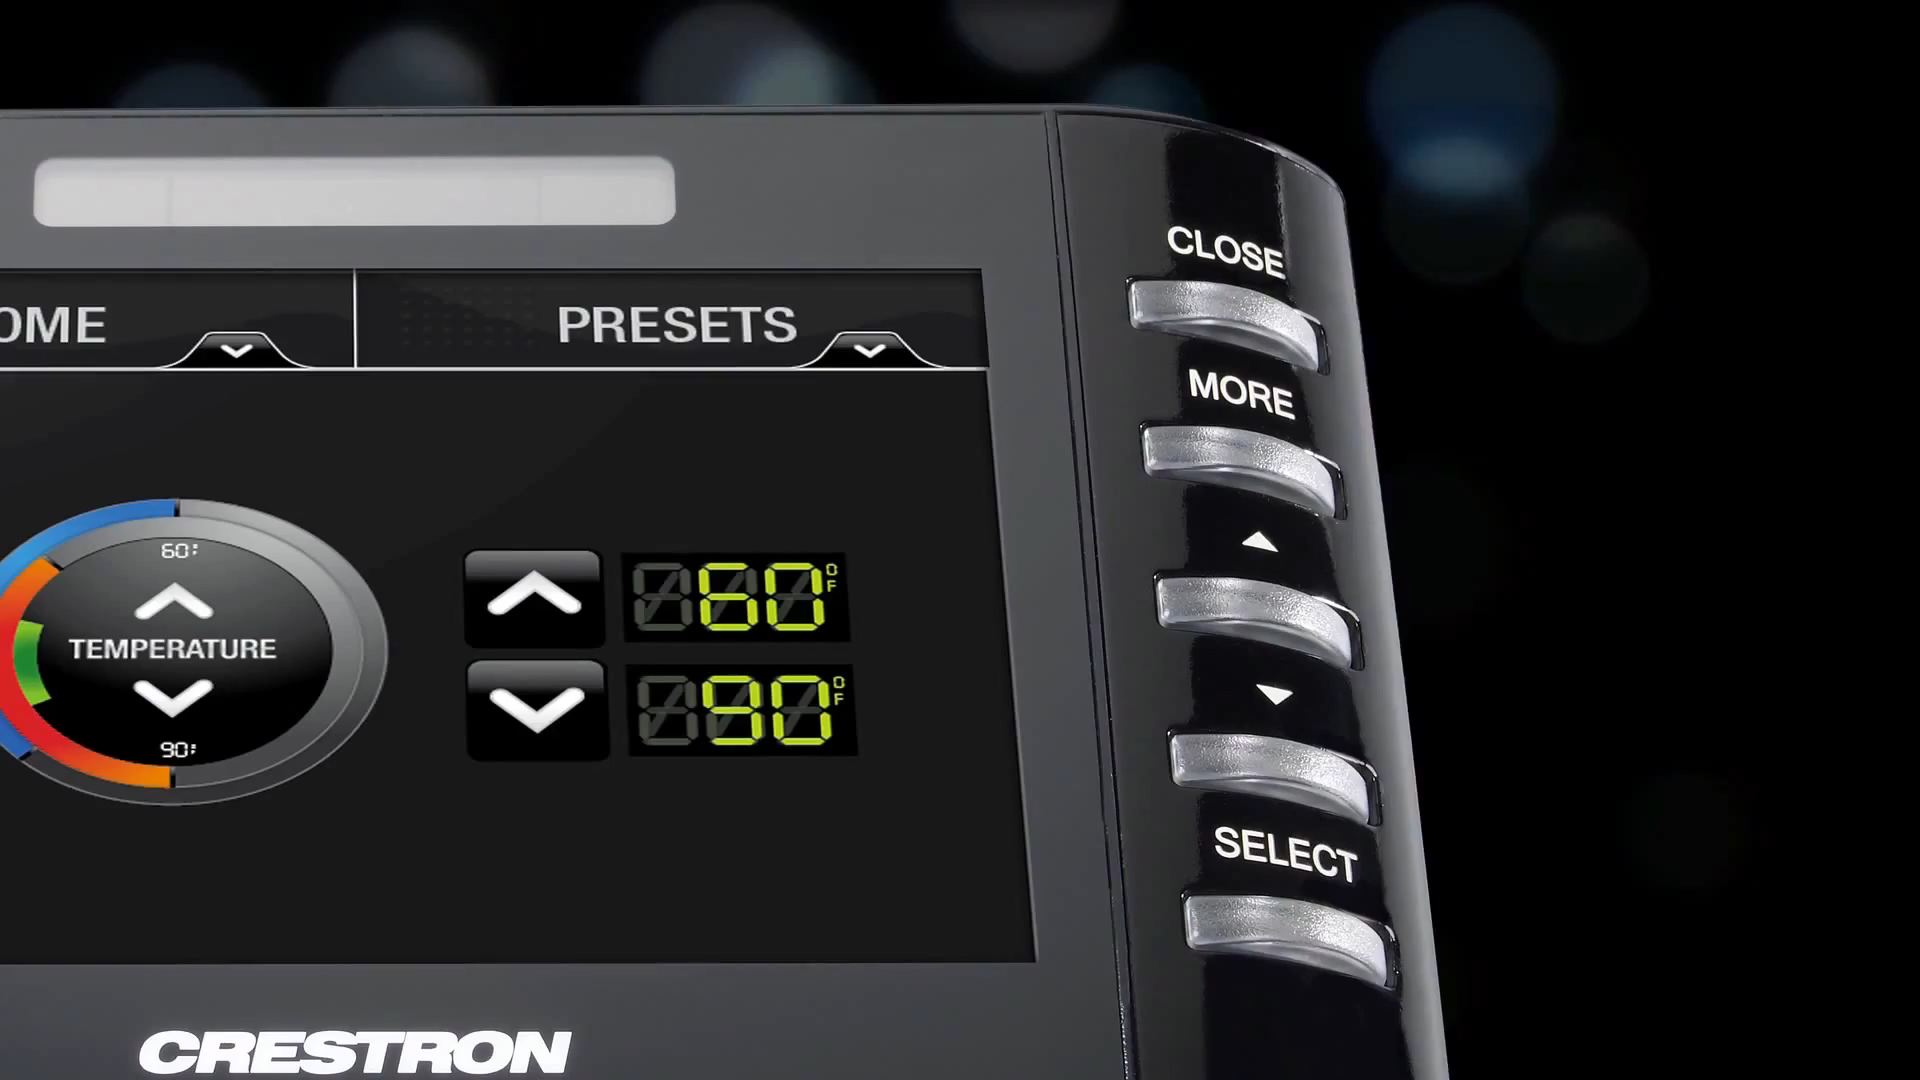 CLOSE
OME
PRESETS
MORE
60°
TEMPERATURE
90°
60°F
90°F
SELECT
CRESTRON